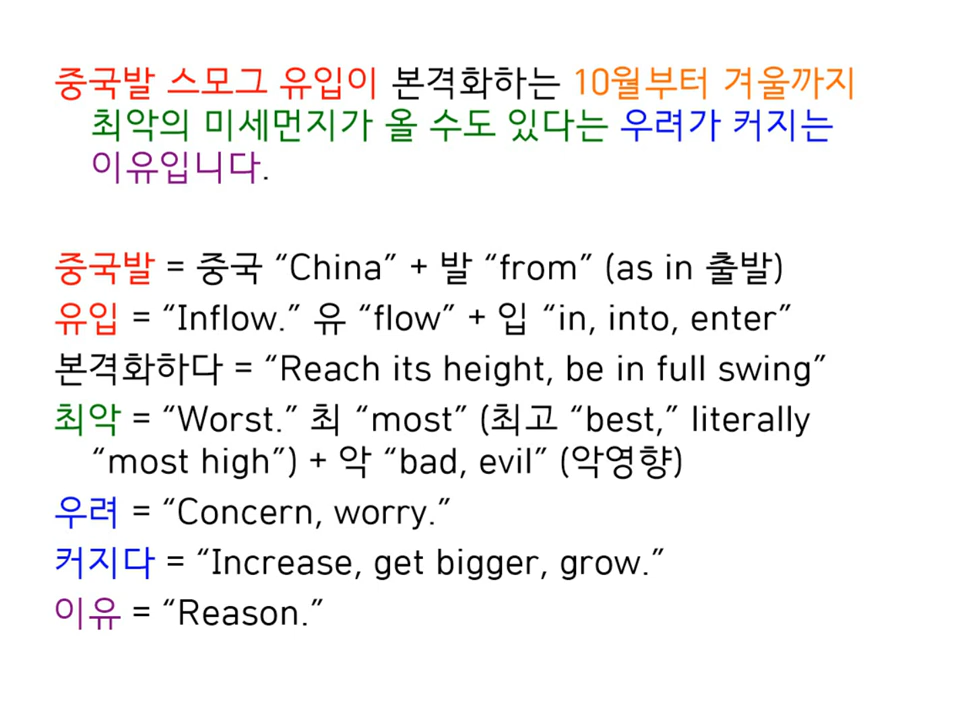 중국발 스모그 유입이 본격화하는 10월부터 겨울까지
최악의 미세먼지가 올 수도 있다는 우려가 커지는
이유입니다.
중국발 = 중국 “China” + 발 “from” (as in 출발)
유입 = “Inflow.” 유 “flow” + 입 “in, into, enter”
본격화하다 = “Reach its height, be in full swing”
최악 = “Worst.” 최 “most” (최고 “best,” literally
“most high”) + 악 “bad, evil” (악영향)
우려 = “Concern, worry.”
커지다 = “Increase, get bigger, grow.”
이유 = “Reason.”